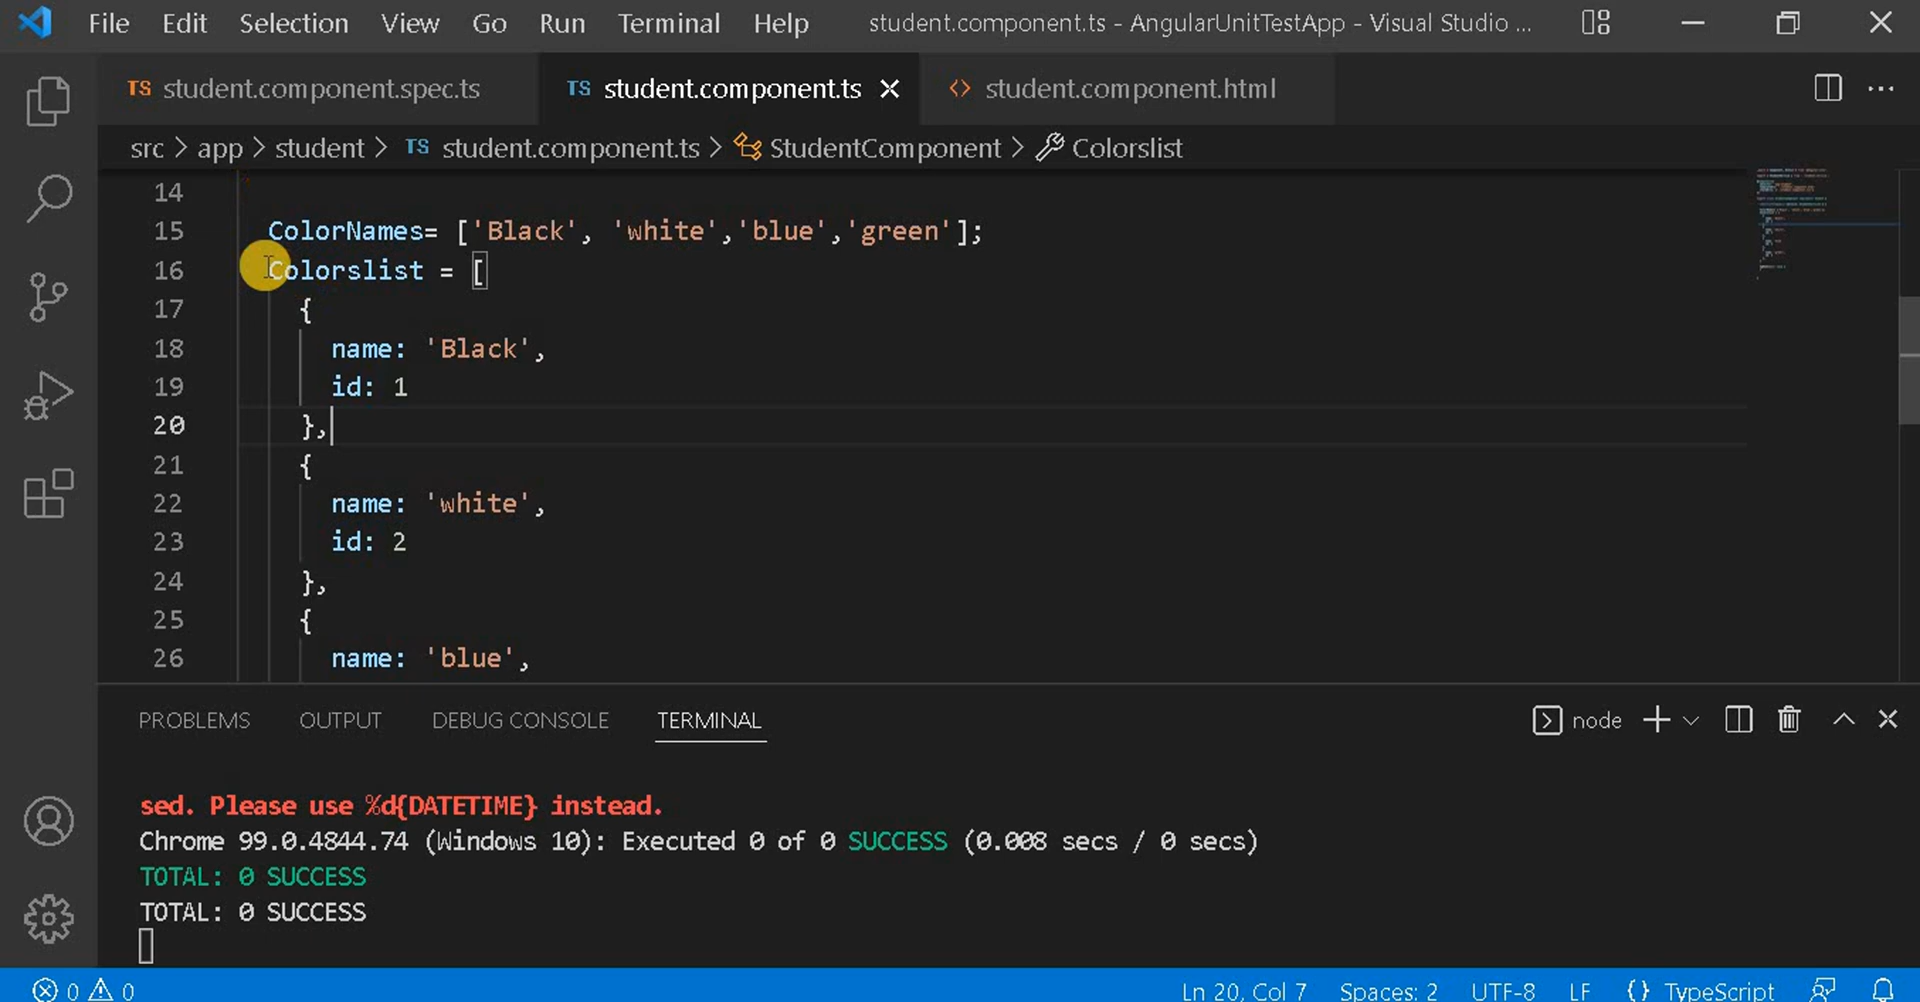 File Edit Selection View Go Run Terminal Help student.component.ts - AngularUnitTestApp - Visual Studio ...
TS student.component.spec.ts TS student.component.ts <> student.component.html
src > app > student > TS student.component.ts > StudentComponent > Colorslist
14
15 ColorNames= ['Black', 'white','blue','green'];
16 Colorslist = [
17 {
18 name: 'Black',
19 id: 1
20 },
21 {
22 name: 'white',
23 id: 2
24 },
25 {
26 name: 'blue',
PROBLEMS OUTPUT DEBUG CONSOLE TERMINAL node
sed. Please use %d{DATETIME} instead.
Chrome 99.0.4844.74 (Windows 10): Executed 0 of 0 SUCCESS (0.008 secs / 0 secs)
TOTAL: 0 SUCCESS
TOTAL: 0 SUCCESS
0 0 Ln 20, Col 7 Spaces: 2 UTF-8 LF {} TypeScript